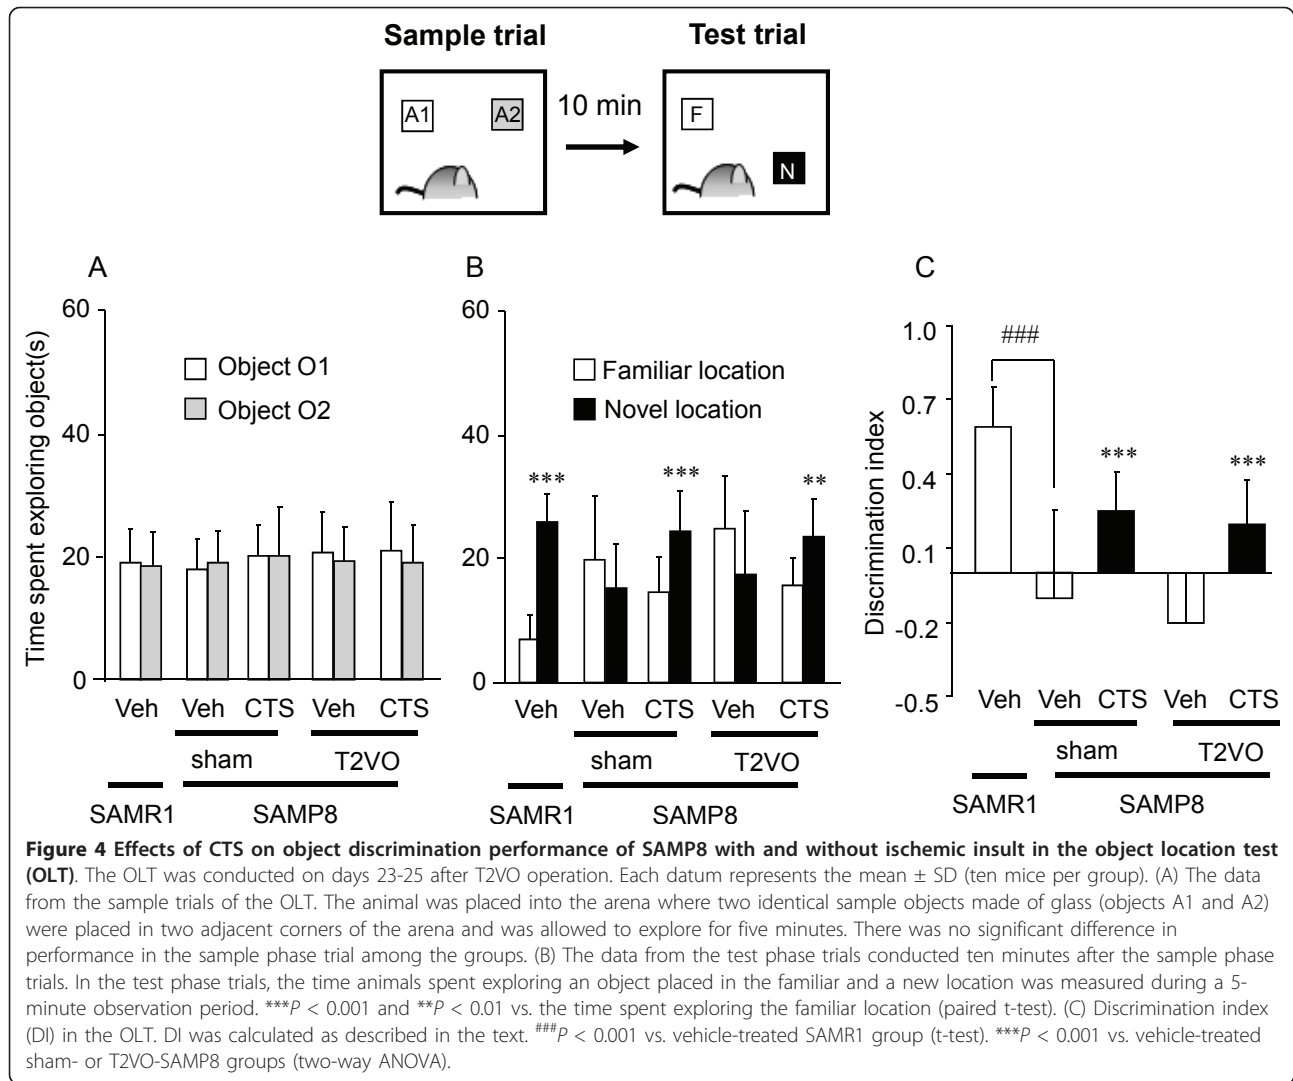 Sample trial
Test trial
A1
A2
10 min
F
N
A
B
C
Time spent exploring object(s)
60
40
20
0
Object O1
Object O2
Veh
Veh
CTS
Veh
CTS
sham
T2VO
SAMR1
SAMP8
60
40
20
0
Familiar location
Novel location
***
***
**
Veh
Veh
CTS
Veh
CTS
sham
T2VO
SAMR1
SAMP8
Discrimination index
1.0
0.7
0.4
0.1
-0.2
-0.5
###
***
***
Veh
Veh
CTS
Veh
CTS
sham
T2VO
SAMR1
SAMP8
Figure 4 Effects of CTS on object discrimination performance of SAMP8 with and without ischemic insult in the object location test
(OLT). The OLT was conducted on days 23-25 after T2VO operation. Each datum represents the mean ± SD (ten mice per group). (A) The data
from the sample trials of the OLT. The animal was placed into the arena where two identical sample objects made of glass (objects A1 and A2)
were placed in two adjacent corners of the arena and was allowed to explore for five minutes. There was no significant difference in
performance in the sample phase trial among the groups. (B) The data from the test phase trials conducted ten minutes after the sample phase
trials. In the test phase trials, the time animals spent exploring an object placed in the familiar and a new location was measured during a 5-
minute observation period. ***P < 0.001 and **P < 0.01 vs. the time spent exploring the familiar location (paired t-test). (C) Discrimination index
(DI) in the OLT. DI was calculated as described in the text. ###P < 0.001 vs. vehicle-treated SAMR1 group (t-test). ***P < 0.001 vs. vehicle-treated
sham- or T2VO-SAMP8 groups (two-way ANOVA).